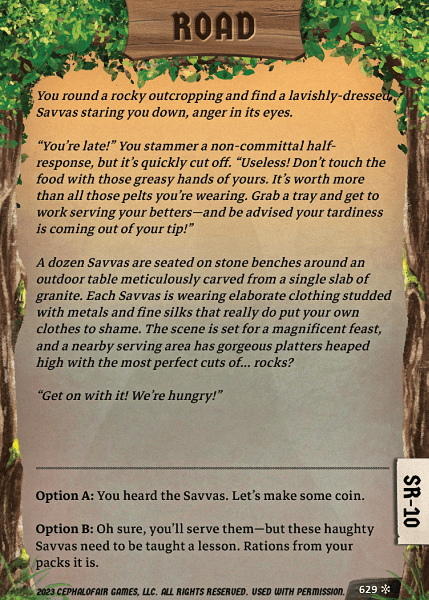 ROAD
You round a rocky outcropping and find a lavishly-dressed
Savvas staring you down, anger in its eyes.
“You’re late!” You stammer a non-committal half-
response, but it’s quickly cut off. “Useless! Don’t touch the
food with those greasy hands of yours. It’s worth more
than all those pelts you’re wearing. Grab a tray and get to
work serving your betters—and be advised your tardiness
is coming out of your tip!”
A dozen Savvas are seated on stone benches around an
outdoor table meticulously carved from a single slab of
granite. Each Savvas is wearing elaborate clothing studded
with metals and fine silks that really do put your own
clothes to shame. The scene is set for a magnificent feast,
and a nearby serving area has gorgeous platters heaped
high with the most perfect cuts of... rocks?
“Get on with it! We’re hungry!”
Option A: You heard the Savvas. Let’s make some coin.
Option B: Oh sure, you’ll serve them—but these haughty
Savvas need to be taught a lesson. Rations from your
packs it is.
SR-10
2023 CEPHALOFAIR GAMES, LLC. ALL RIGHTS RESERVED. USED WITH PERMISSION.
629